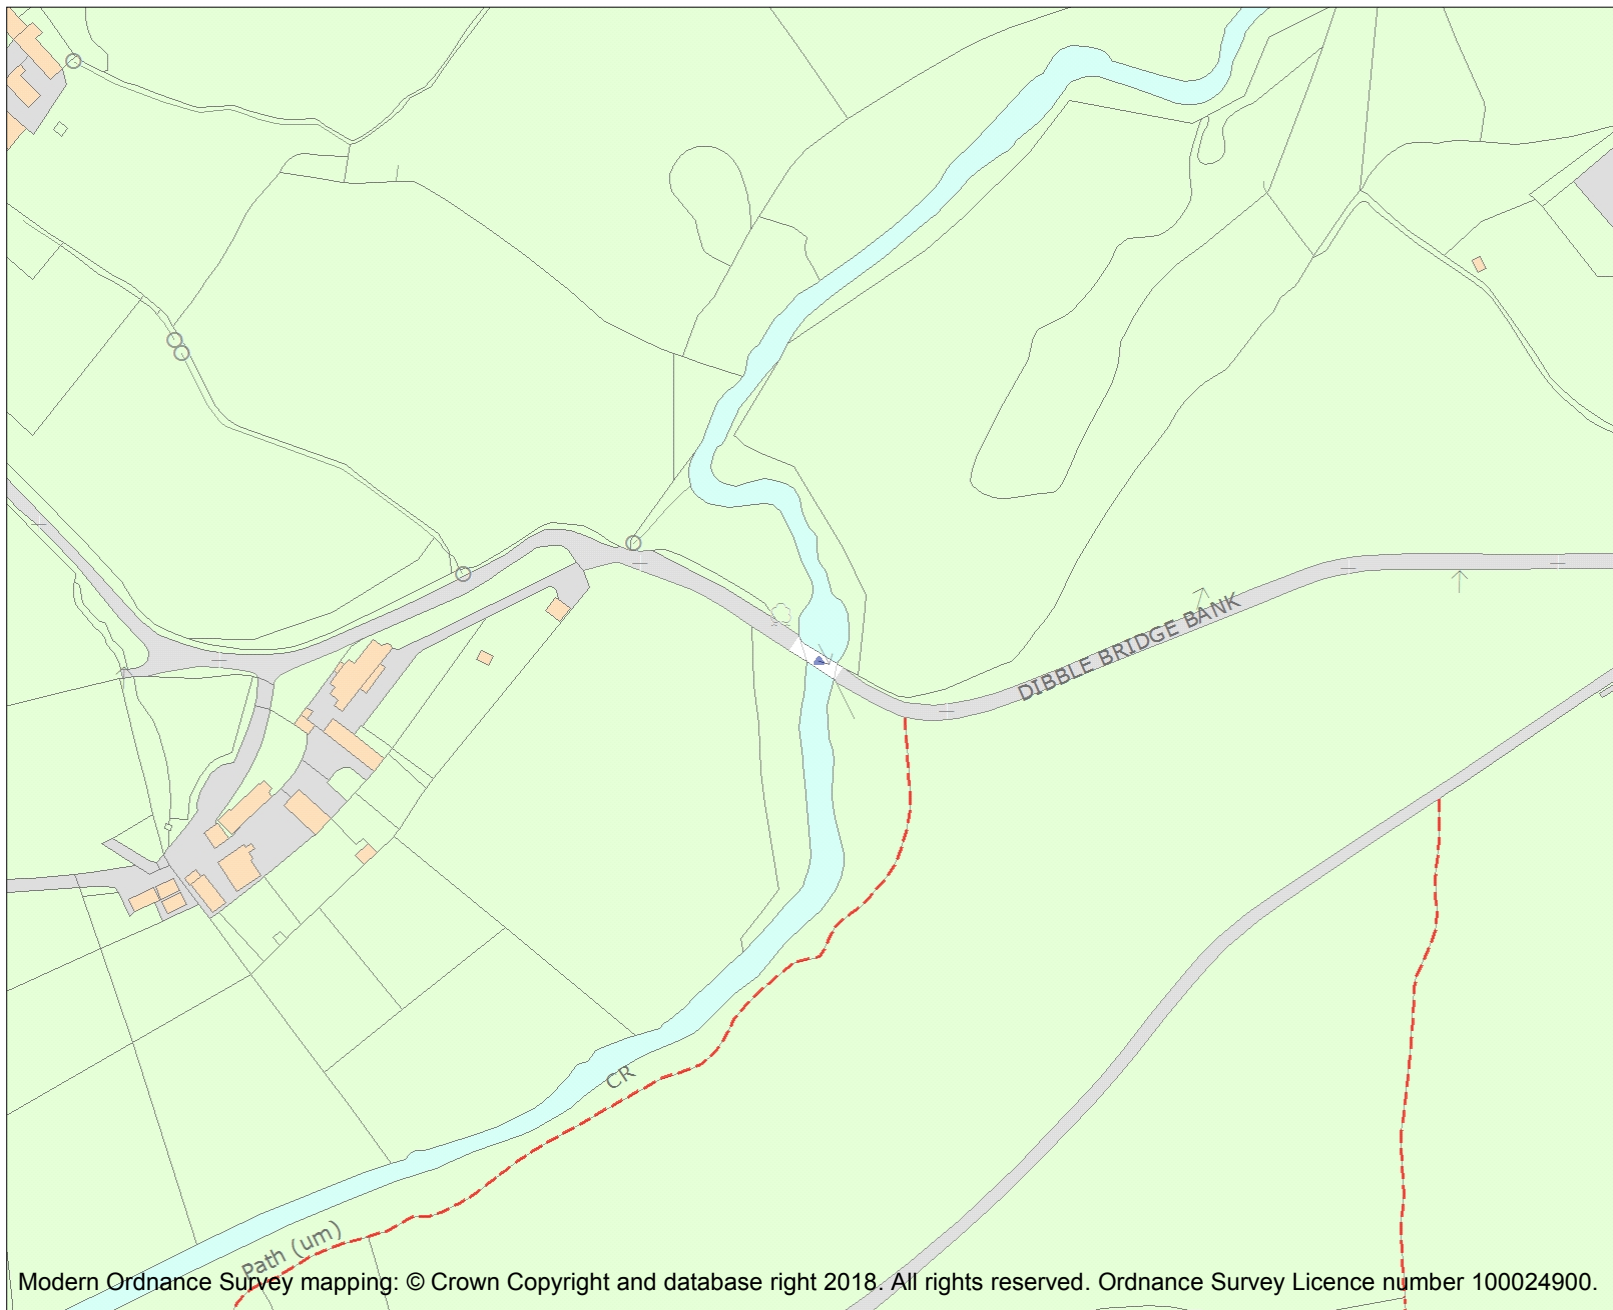 DIBBLE BRIDGE BANK
CR
Path (um)
Modern Ordnance Survey mapping: © Crown Copyright and database right 2018. All rights reserved. Ordnance Survey Licence number 100024900.